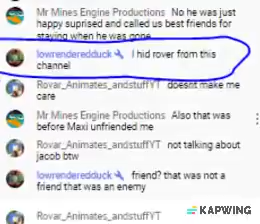 Mr Mines Engine Productions No he was just
happy suprised and called us best friends for
staying when he was gone
lowrenderedduck I hid rover from this
channel
Rovar_Animates_andstuffYT doesnt make me
care
Mr Mines Engine Productions Also that was
before Maxi unfriended me
Rovar_Animates_andstuffYT not talking about
jacob btw
lowrenderedduck friend? that was not a
friend that was an enemy
Rovar_Animates_andstuffYT
KAPWING